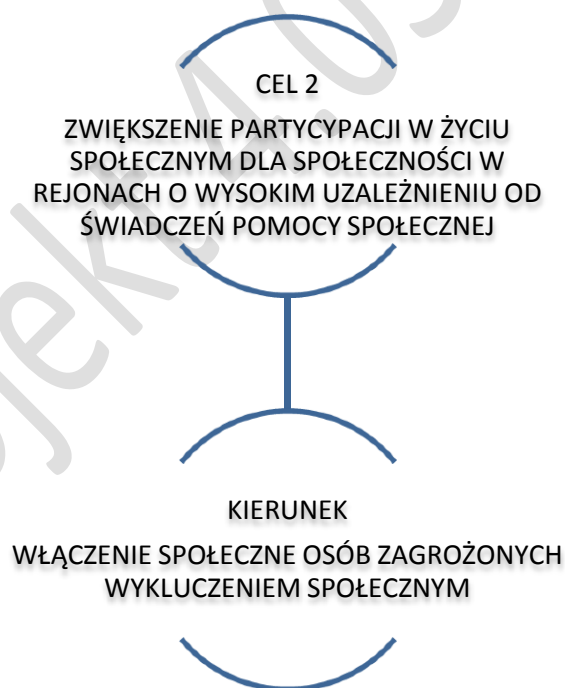 CEL 2
ZWIĘKSZENIE PARTYCYPACJI W ŻYCIU
SPOŁECZNYM DLA SPOŁECZNOŚCI W
REJONACH O WYSOKIM UZALEŻNIENIU OD
ŚWIADCZEŃ POMOCY SPOŁECZNEJ
KIERUNEK
WŁĄCZENIE SPOŁECZNE OSÓB ZAGROŻONYCH
WYKLUCZENIEM SPOŁECZNYM